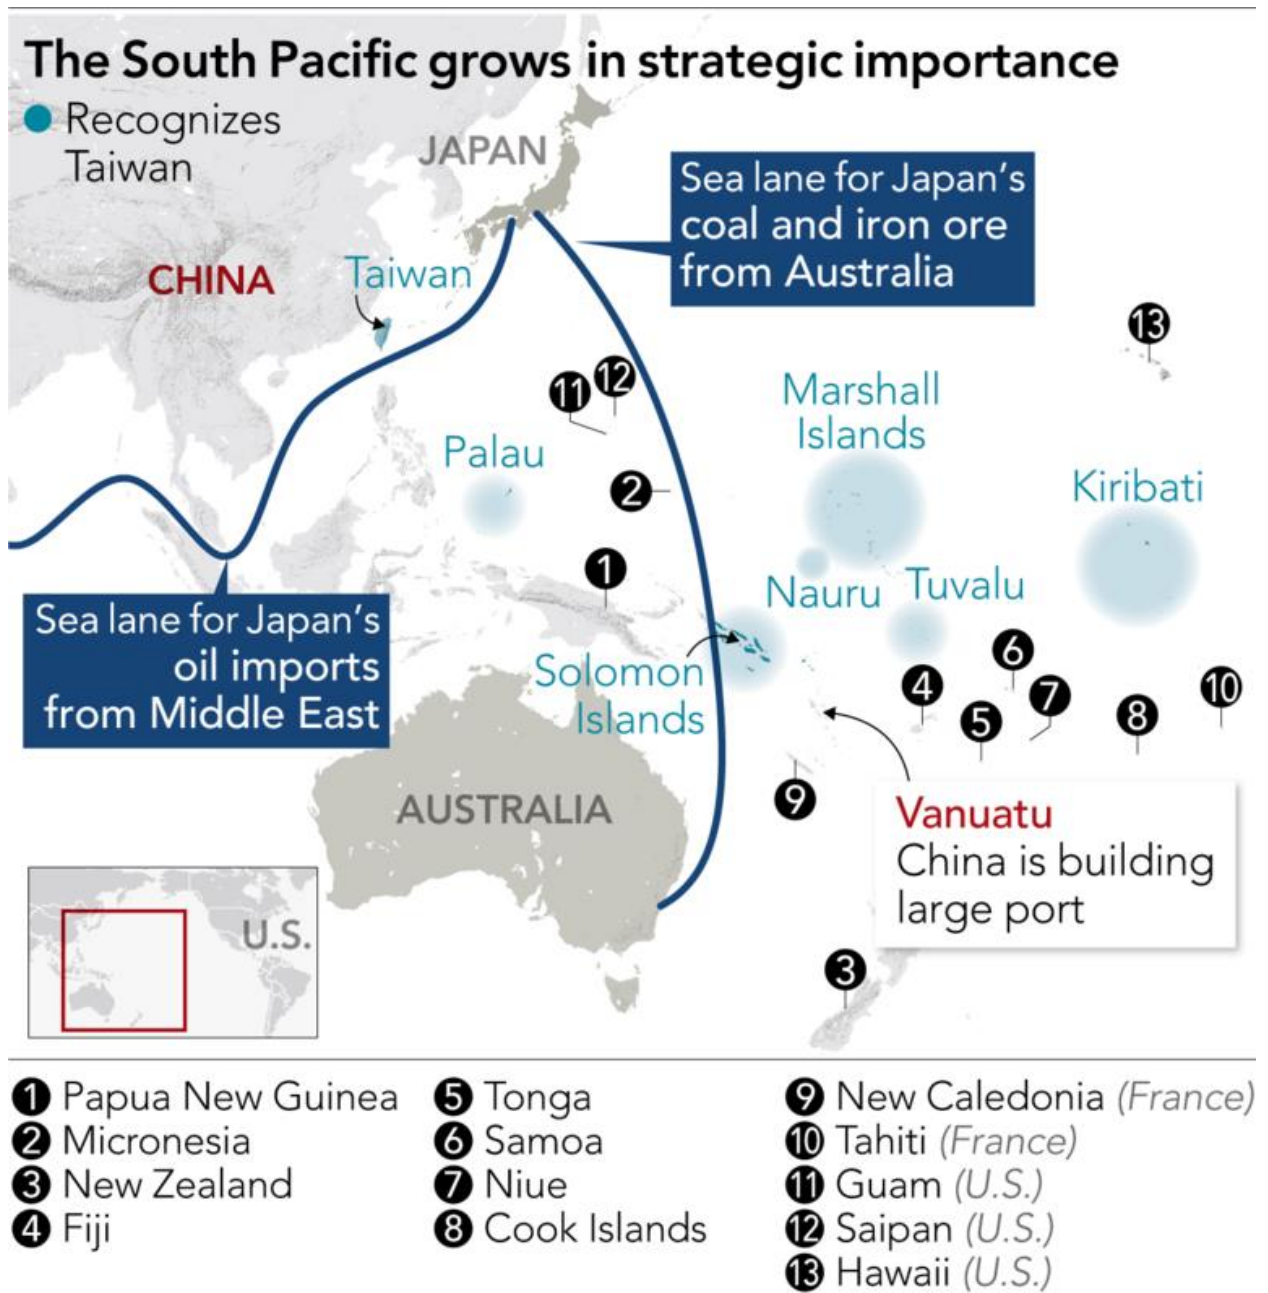 The South Pacific grows in strategic importance
Recognizes
Taiwan
JAPAN
Sea lane for Japan's
coal and iron ore
from Australia
CHINA
Taiwan
13
11
12
Marshall
Islands
Palau
2
Kiribati
1
Nauru
Tuvalu
Sea lane for Japan's
oil imports
from Middle East
Solomon
Islands
6
4
5
7
8
10
9
AUSTRALIA
Vanuatu
China is building
large port
U.S.
3
1 Papua New Guinea
2 Micronesia
3 New Zealand
4 Fiji
5 Tonga
6 Samoa
7 Niue
8 Cook Islands
9 New Caledonia (France)
10 Tahiti (France)
11 Guam (U.S.)
12 Saipan (U.S.)
13 Hawaii (U.S.)